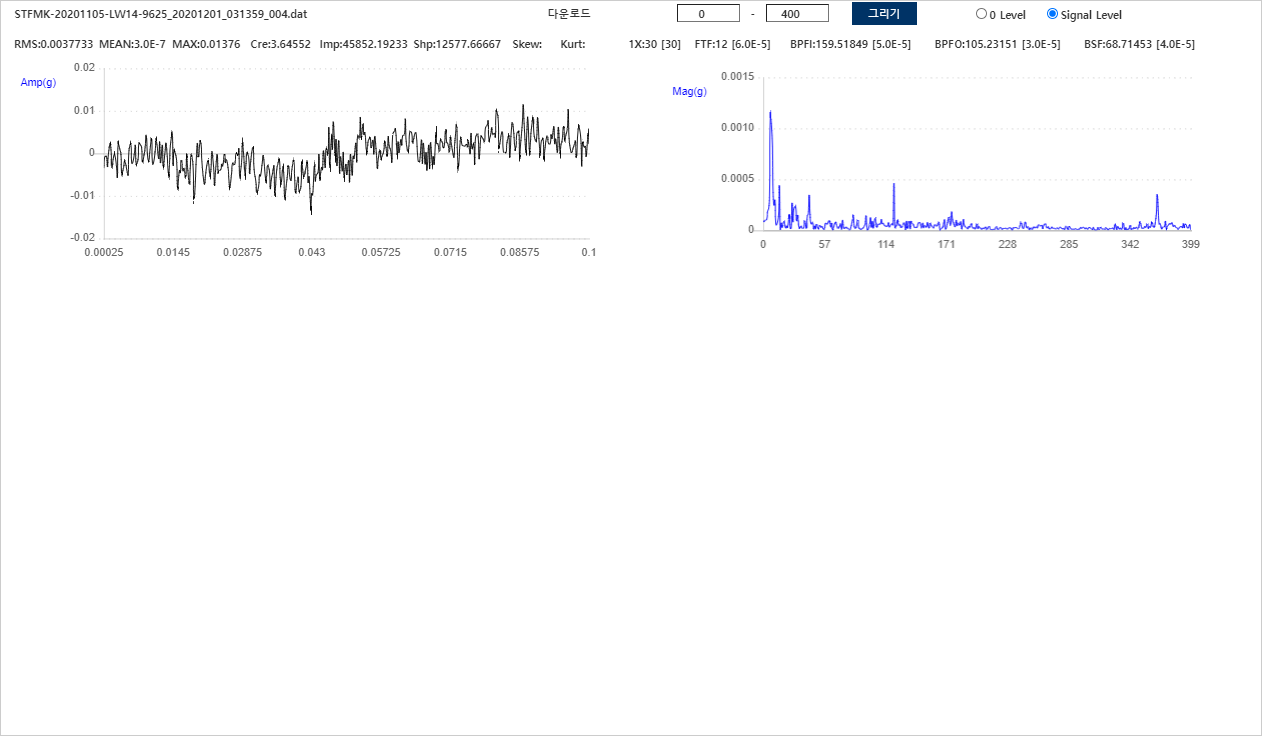 STFMK-20201105-LW14-9625_20201201_031359_004.dat 다운로드 0 - 400 그리기 0 Level Signal Level
RMS:0.0037733 MEAN:3.0E-7 MAX:0.01376 Cre:3.64552 Imp:45852.19233 Shp:12577.66667 Skew: Kurt: 1X:30 [30] FTF:12 [6.0E-5] BPFI:159.51849 [5.0E-5] BPFO:105.23151 [3.0E-5] BSF:68.71453 [4.0E-5]
Amp(g)
0.02
0.01
0
-0.01
-0.02
0.00025 0.0145 0.02875 0.043 0.05725 0.0715 0.08575 0.1
Mag(g)
0.0015
0.0010
0.0005
0
0 57 114 171 228 285 342 399